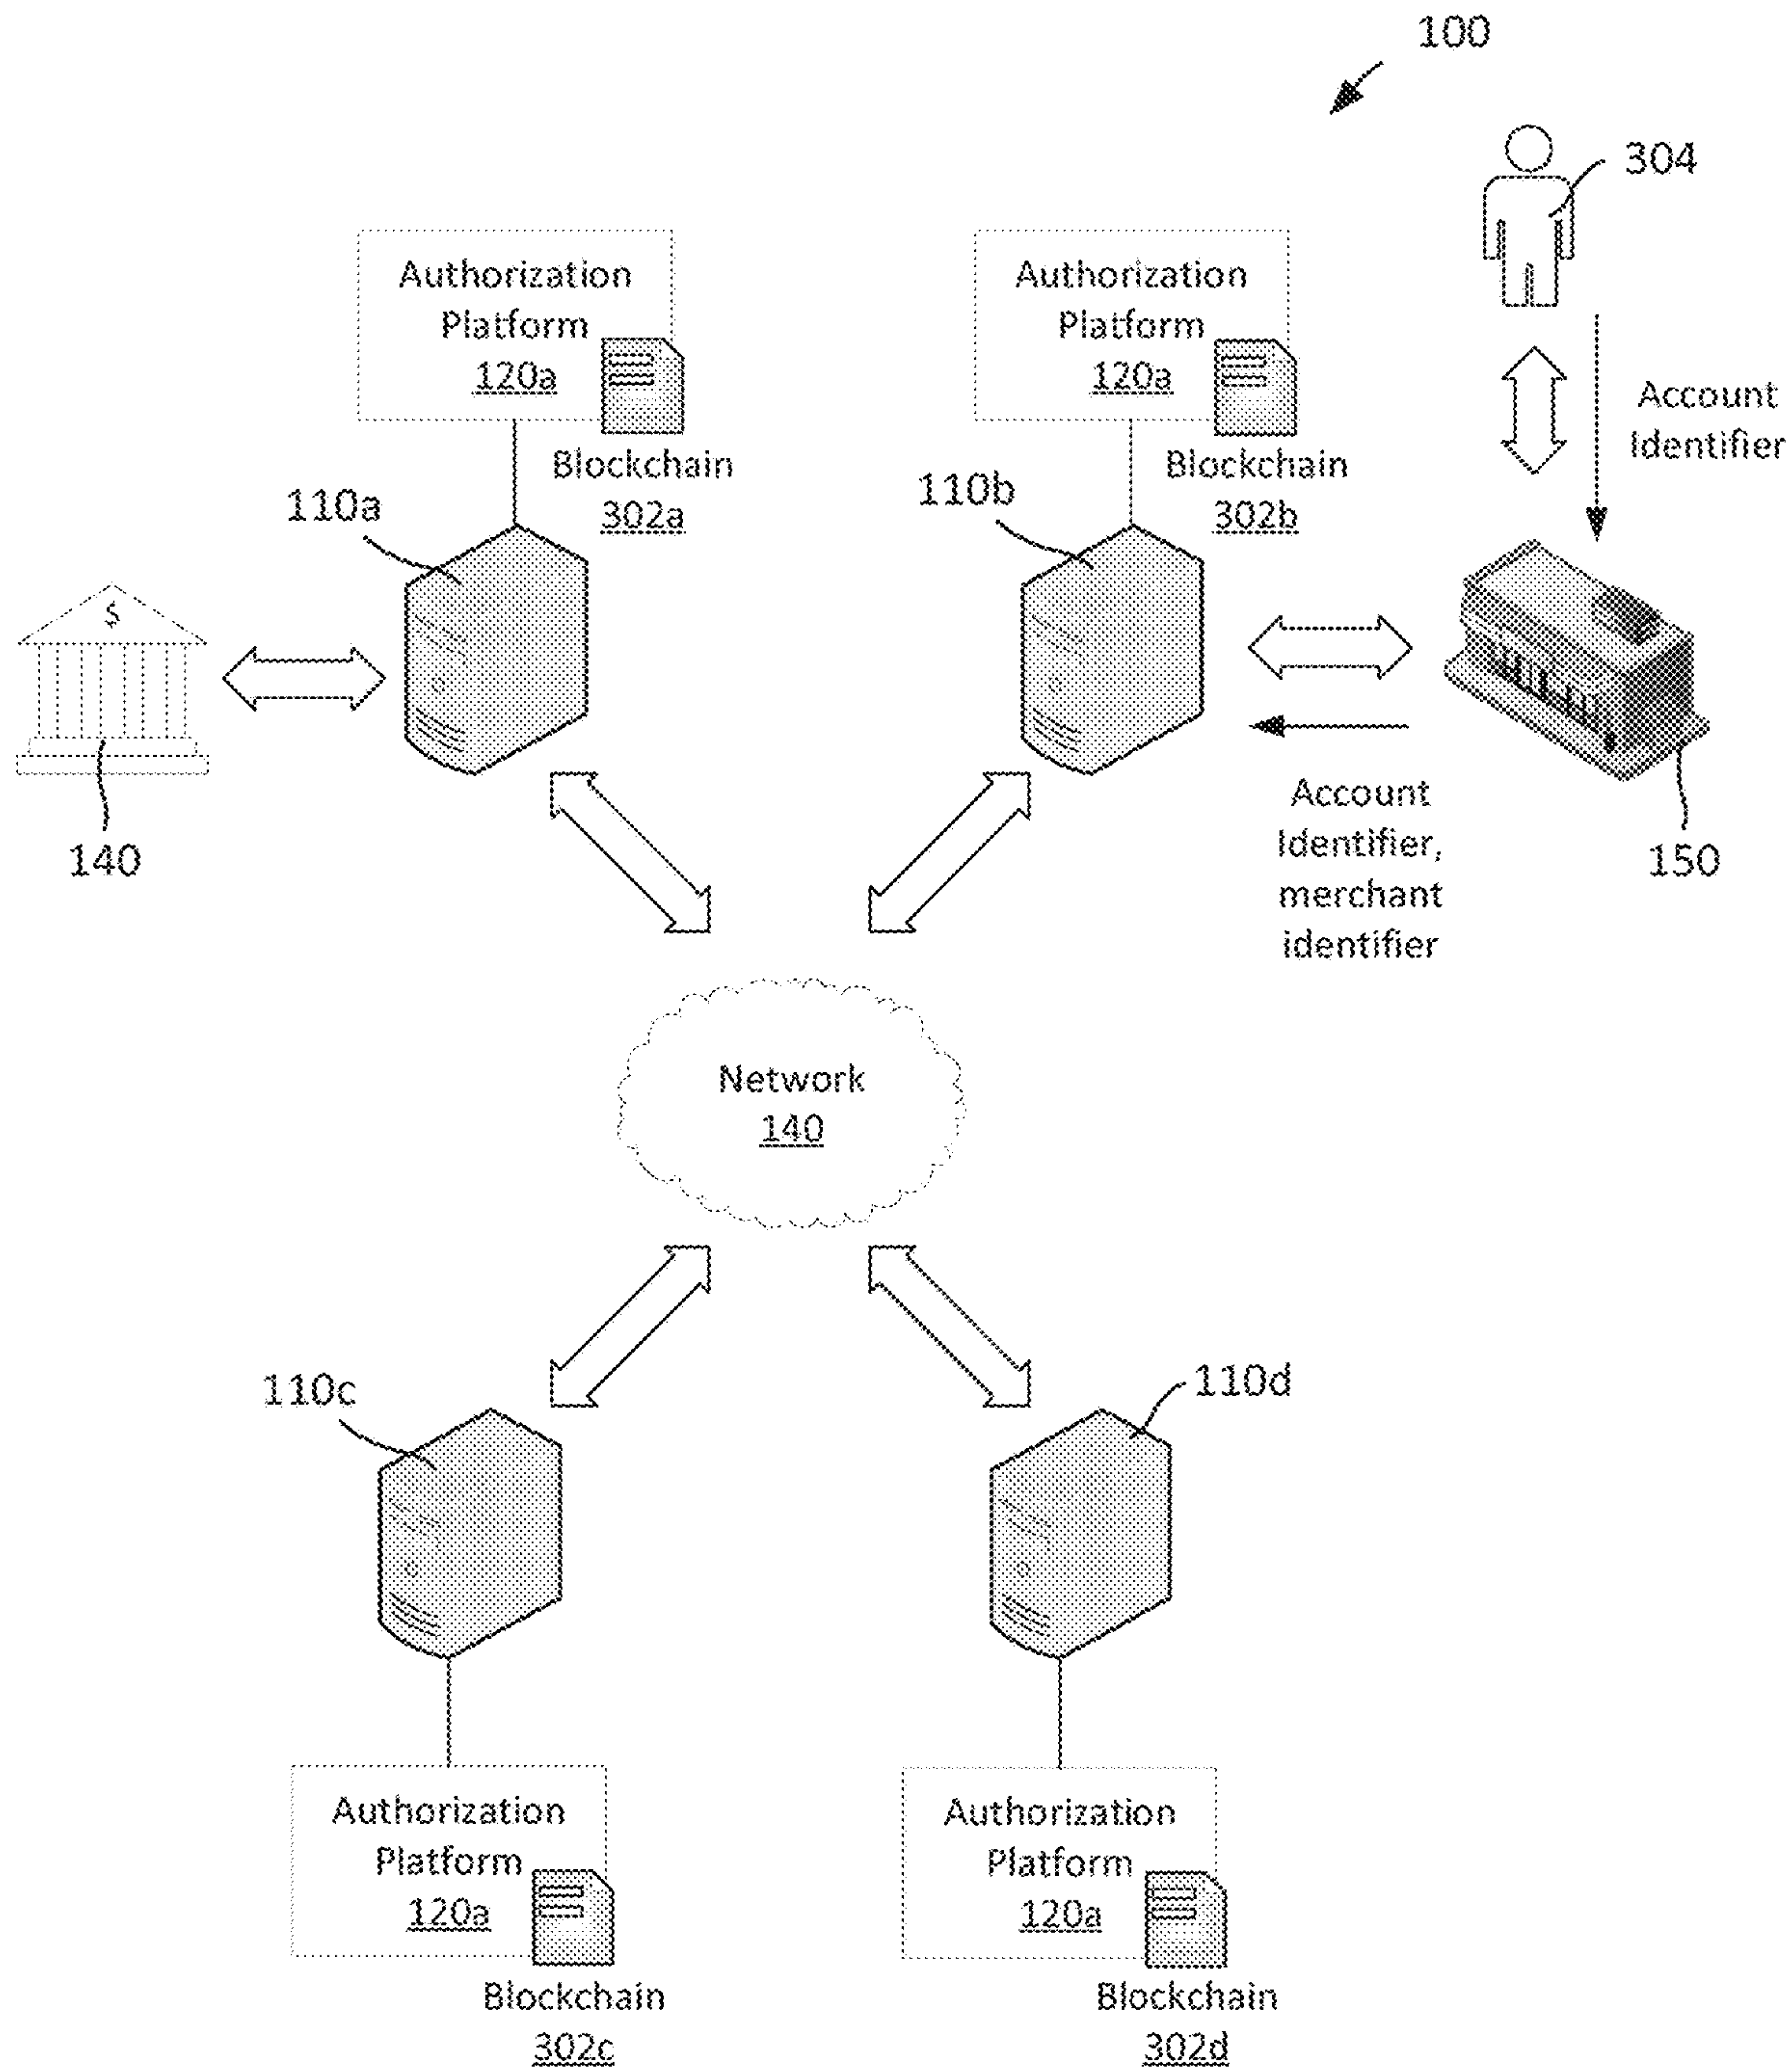 100
304
Authorization
Platform
120a
Blockchain
302a
Authorization
Platform
120a
Blockchain
302b
Account
Identifier
110a
110b
$
140
Account
Identifier,
merchant
identifier
150
Network
140
110c
110d
Authorization
Platform
120a
Blockchain
302c
Authorization
Platform
120a
Blockchain
302d